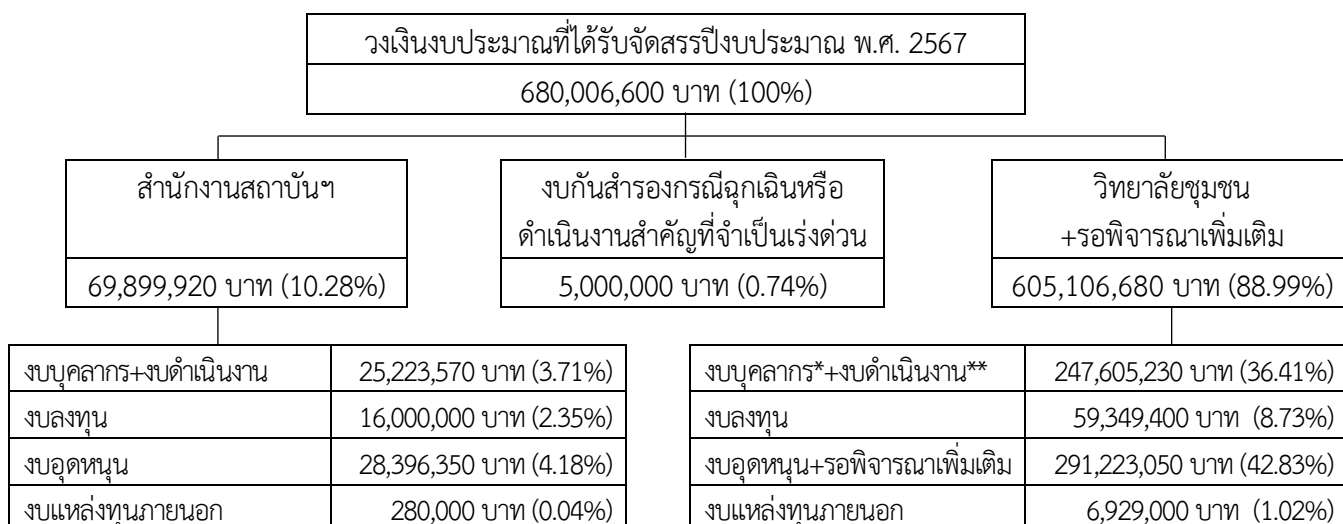 วงเงินงบประมาณที่ได้รับจัดสรรปีงบประมาณ พ.ศ. 2567
680,006,600 บาท (100%)
สำนักงานสถาบันฯ
69,899,920 บาท (10.28%)
งบกันสำรองกรณีฉุกเฉินหรือ
ดำเนินงานสำคัญที่จำเป็นเร่งด่วน
5,000,000 บาท (0.74%)
วิทยาลัยชุมชน
+รอพิจารณาเพิ่มเติม
605,106,680 บาท (88.99%)
งบบุคลากร+งบดำเนินงาน 25,223,570 บาท (3.71%)
งบลงทุน 16,000,000 บาท (2.35%)
งบอุดหนุน 28,396,350 บาท (4.18%)
งบแหล่งทุนภายนอก 280,000 บาท (0.04%)
งบบุคลากร*+งบดำเนินงาน** 247,605,230 บาท (36.41%)
งบลงทุน 59,349,400 บาท (8.73%)
งบอุดหนุน+รอพิจารณาเพิ่มเติม 291,223,050 บาท (42.83%)
งบแหล่งทุนภายนอก 6,929,000 บาท (1.02%)